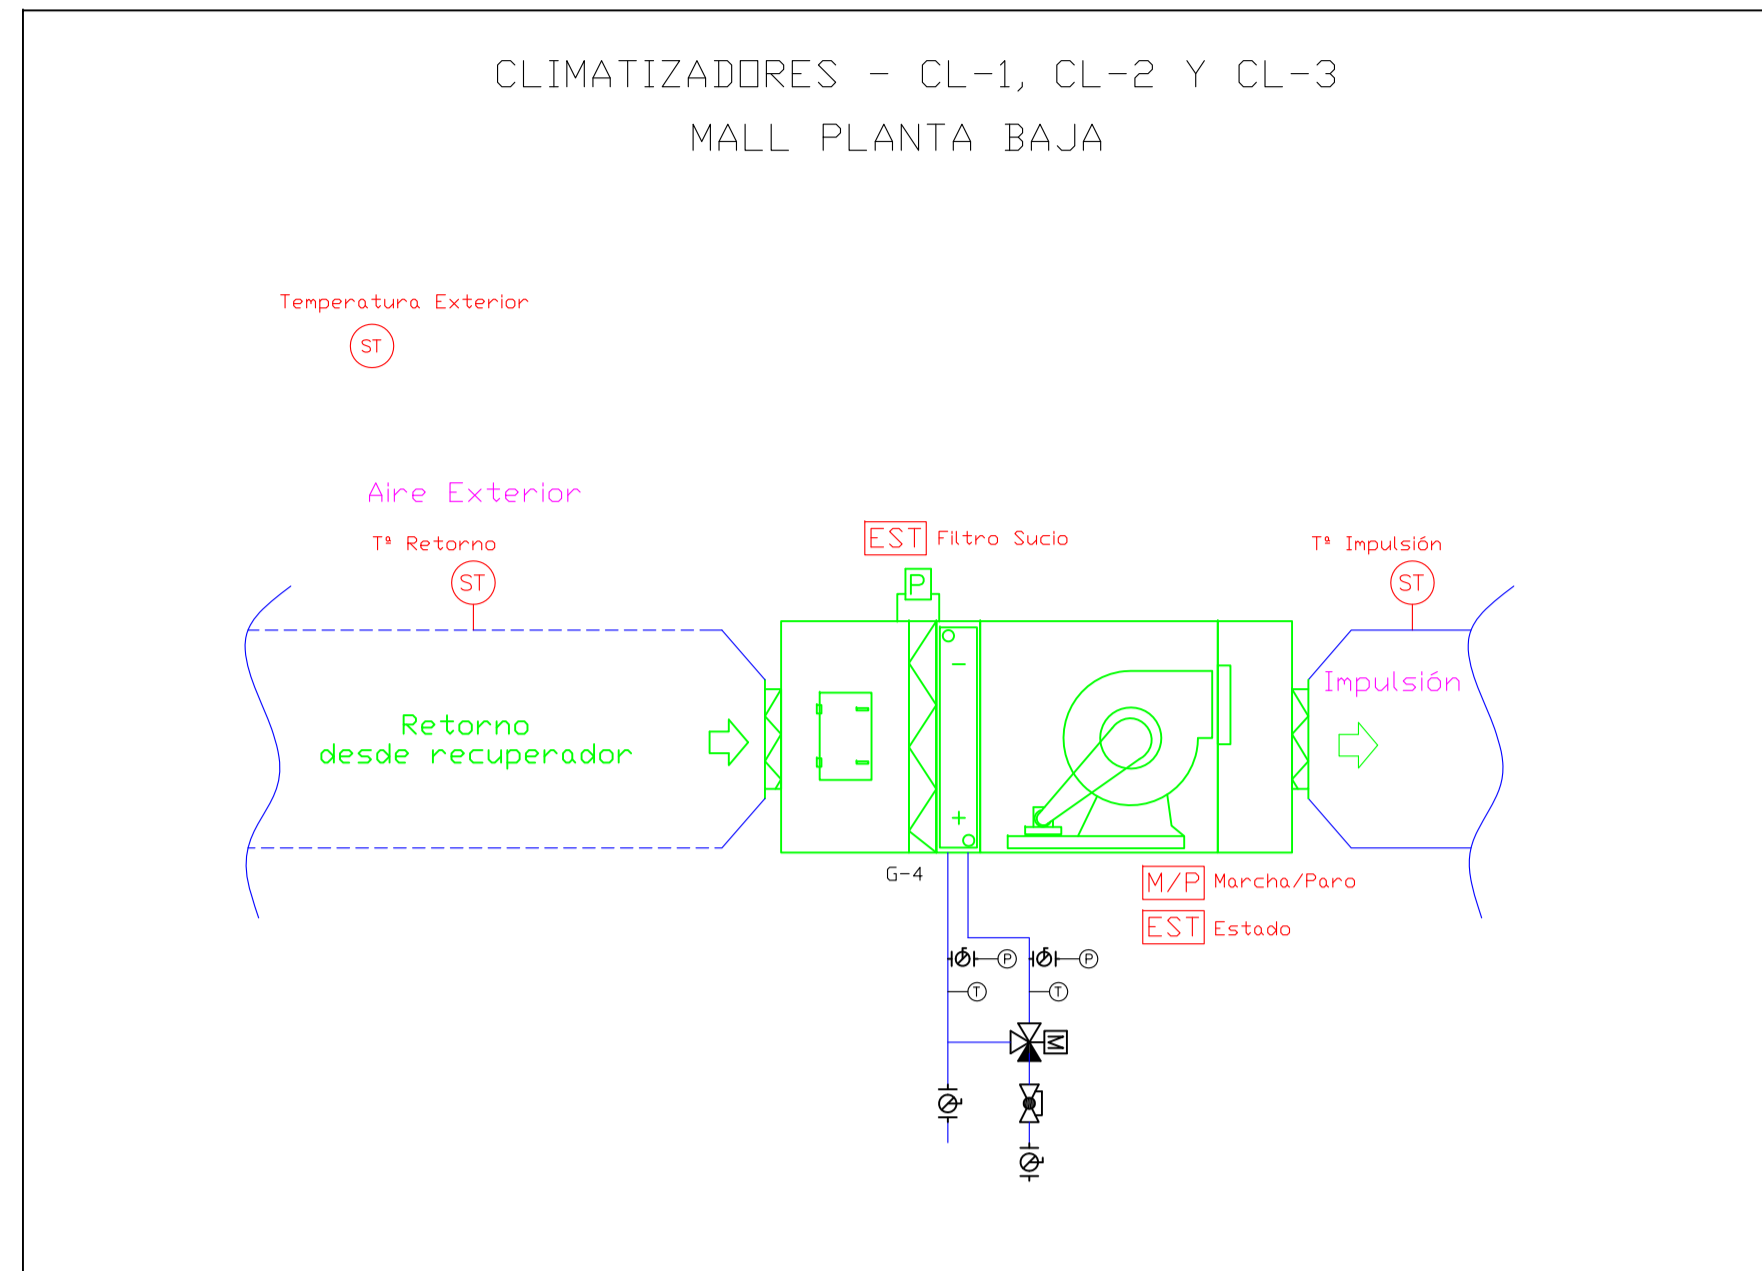 CLIMATIZADORES - CL-1, CL-2 Y CL-3
MALL PLANTA BAJA
Temperatura Exterior
ST
Aire Exterior
Tª Retorno
ST
EST Filtro Sucio
P
Tª Impulsión
ST
-
Impulsión
Retorno
desde recuperador
+
G-4
M/P Marcha/Paro
EST Estado
P P
T T
M